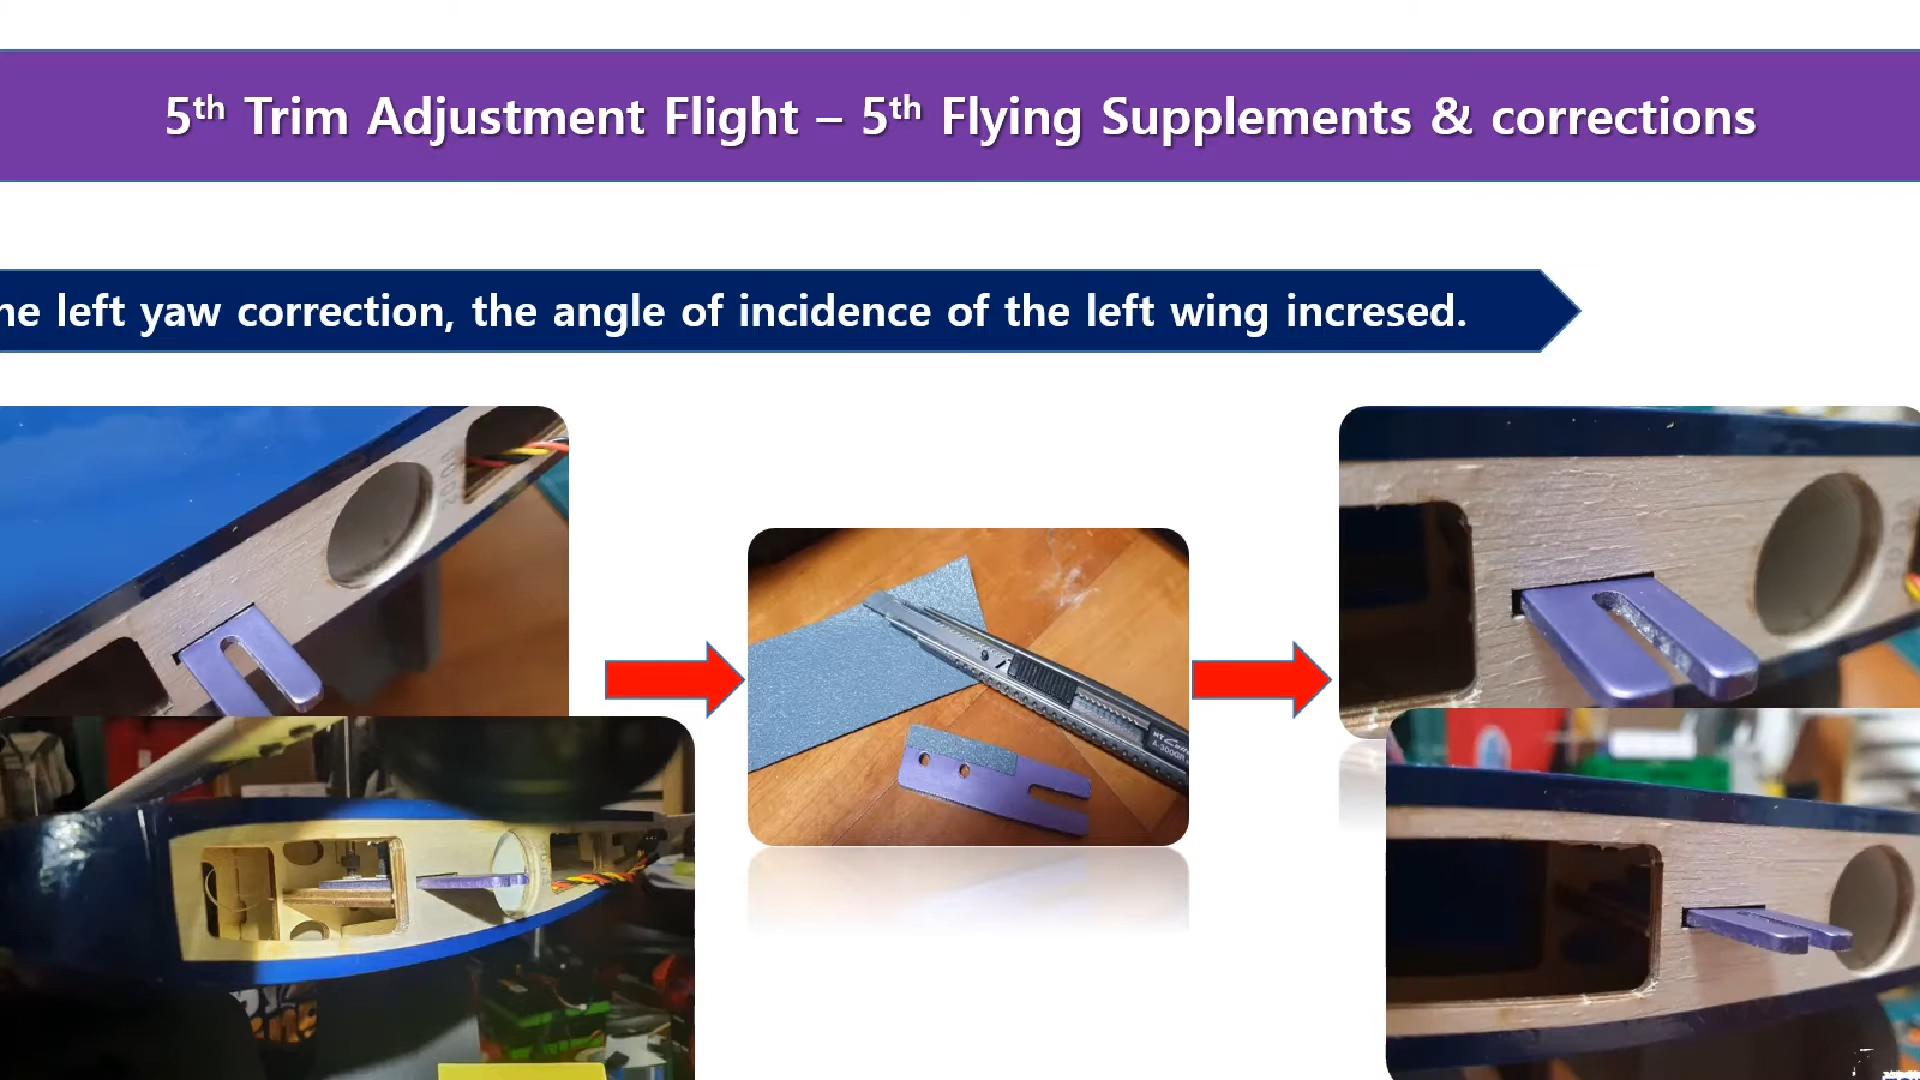 5th Trim Adjustment Flight – 5th Flying Supplements & corrections
he left yaw correction, the angle of incidence of the left wing incresed.